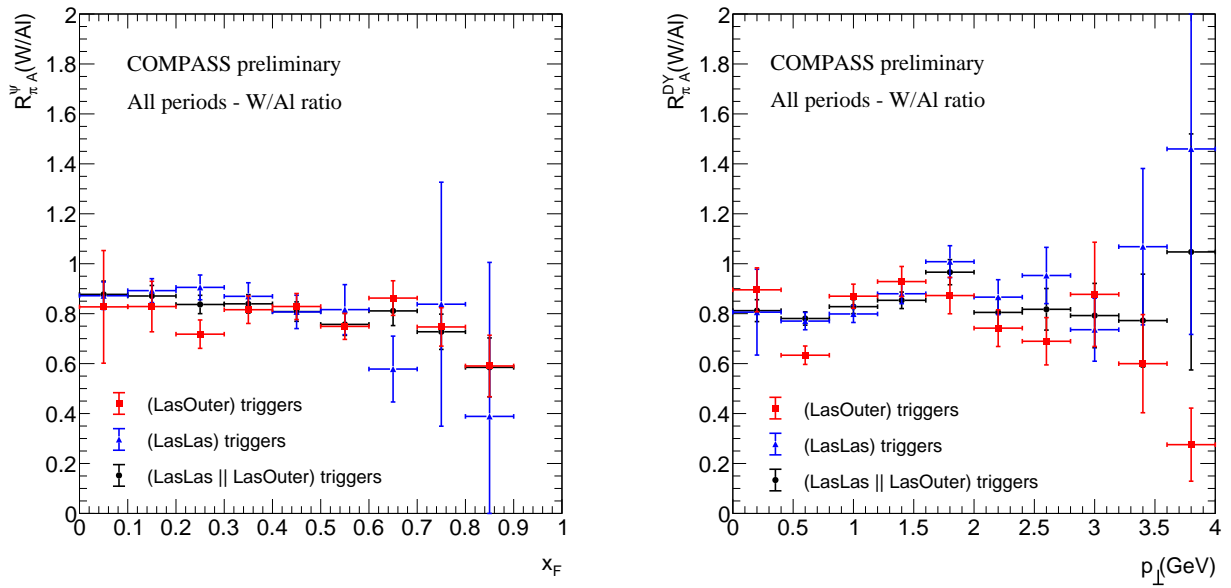 R^ψ_{π A}(W/Al)
2
1.8
1.6
1.4
1.2
1
0.8
0.6
0.4
0.2
0
COMPASS preliminary
All periods - W/Al ratio
(LasOuter) triggers
(LasLas) triggers
(LasLas || LasOuter) triggers
0 0.1 0.2 0.3 0.4 0.5 0.6 0.7 0.8 0.9 1
x_F
R^{DY}_{π A}(W/Al)
2
1.8
1.6
1.4
1.2
1
0.8
0.6
0.4
0.2
0
COMPASS preliminary
All periods - W/Al ratio
(LasOuter) triggers
(LasLas) triggers
(LasLas || LasOuter) triggers
0 0.5 1 1.5 2 2.5 3 3.5 4
p_⊥(GeV)